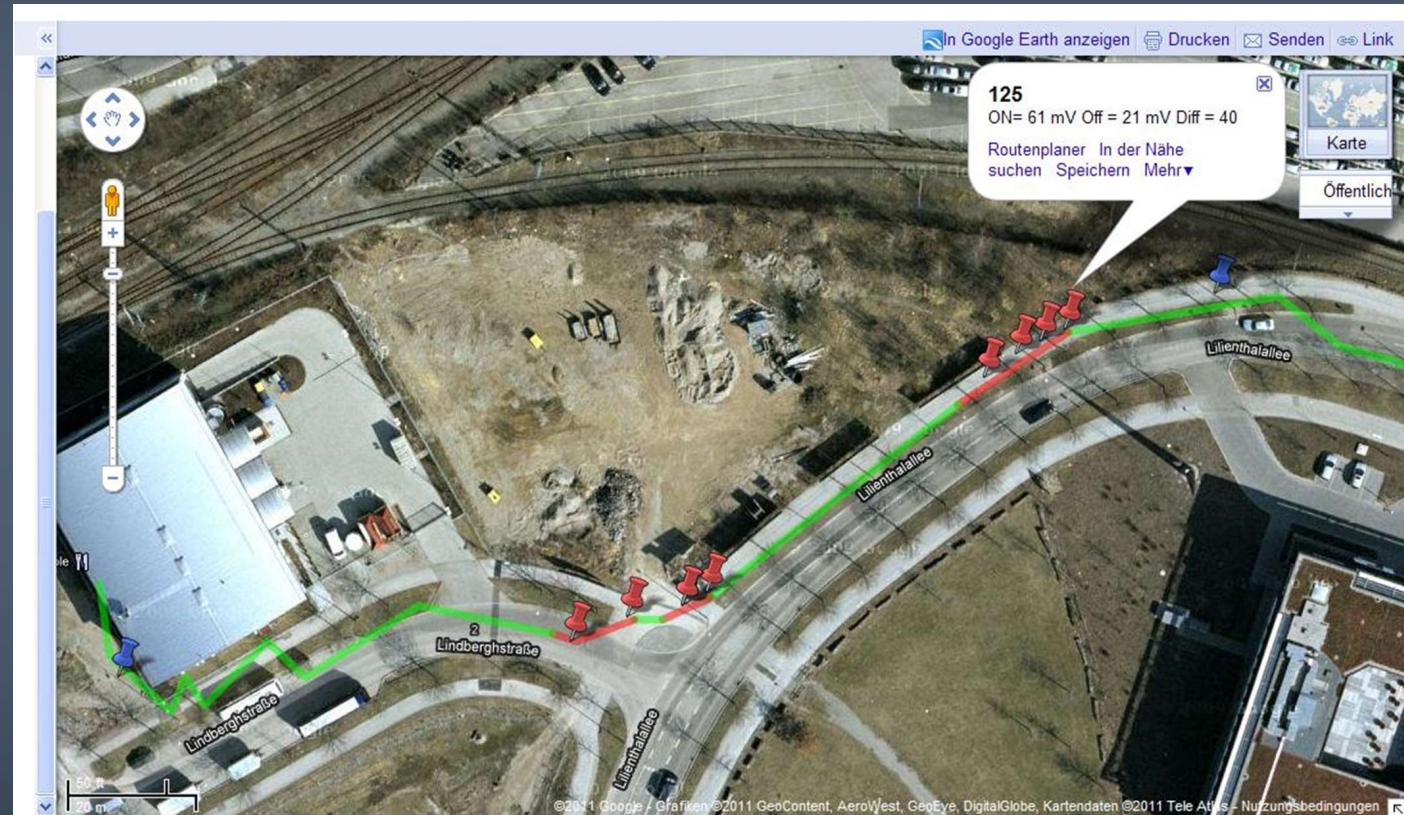 «
In Google Earth anzeigen
Drucken
Senden
Link
125
ON= 61 mV Off = 21 mV Diff = 40
Routenplaner In der Nähe
suchen Speichern Mehr▼
Karte
Öffentlich
Lilienthalallee
Lilienthalallee
2
Lindberghstraße
Lindberghstraße
Lilienthalallee
50 ft
20 m
©2011 Google - Grafiken ©2011 GeoContent, AeroWest, GeoEye, DigitalGlobe, Kartendaten ©2011 Tele Atlas - Nutzungsbedingungen